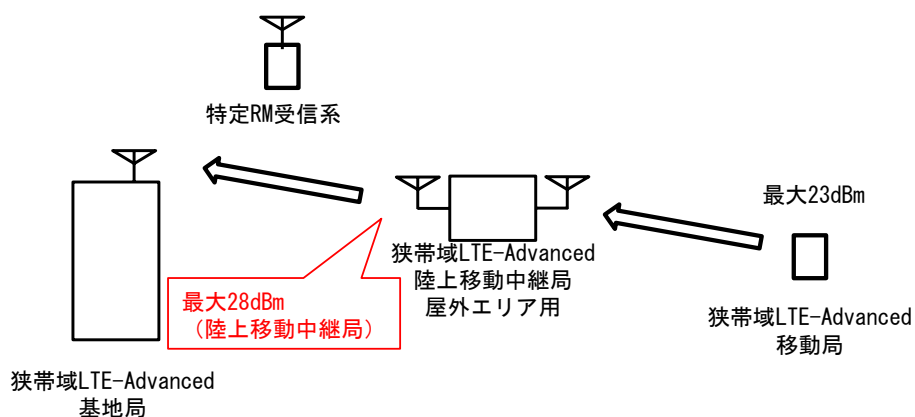 特定RM受信系
最大23dBm
狭帯域LTE-Advanced
陸上移動中継局
屋外エリア用
最大28dBm
（陸上移動中継局）
狭帯域LTE-Advanced
移動局
狭帯域LTE-Advanced
基地局